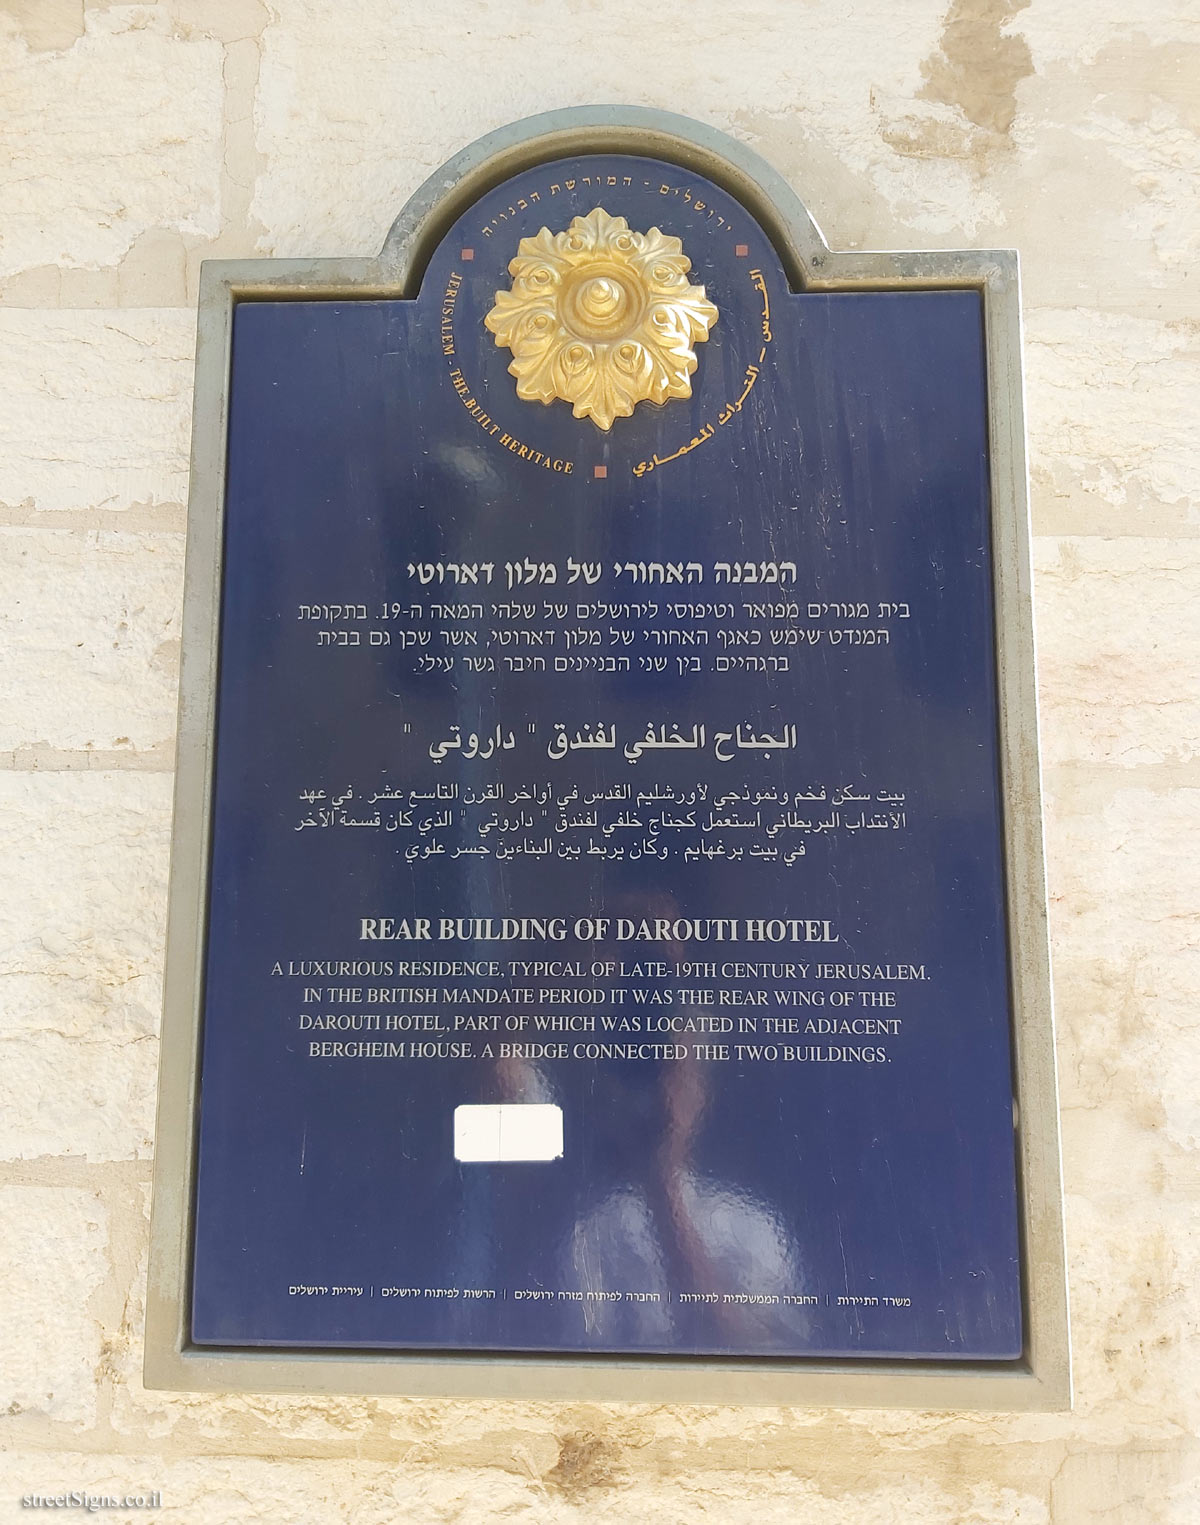 ירושלים - המורשת הבנויה
JERUSALEM - THE BUILT HERITAGE
القدس – التراث المعماري
המבנה האחורי של מלון דארוטי
בית מגורים מפואר וטיפוסי לירושלים של שלהי המאה ה-19. בתקופת
המנדט שימש כאגף האחורי של מלון דארוטי, אשר שכן גם בבית
ברגהיים. בין שני הבניינים חיבר גשר עילי.
الجناح الخلفي لفندق " داروتي "
بيت سكن فخم ونموذجي لأورشليم القدس في أواخر القرن التاسع عشر . في عهد
الأنتداب البريطاني استعمل كجناح خلفي لفندق " داروتي " الذي كان قسمة الآخر
في بيت برغهايم . وكان يربط بين البناءين جسر علوي .
REAR BUILDING OF DAROUTI HOTEL
A LUXURIOUS RESIDENCE, TYPICAL OF LATE-19TH CENTURY JERUSALEM.
IN THE BRITISH MANDATE PERIOD IT WAS THE REAR WING OF THE
DAROUTI HOTEL, PART OF WHICH WAS LOCATED IN THE ADJACENT
BERGHEIM HOUSE. A BRIDGE CONNECTED THE TWO BUILDINGS.
משרד התיירות | החברה הממשלתית לתיירות | החברה לפיתוח מזרח ירושלים | הרשות לפיתוח ירושלים | עיריית ירושלים
streetSigns.co.il